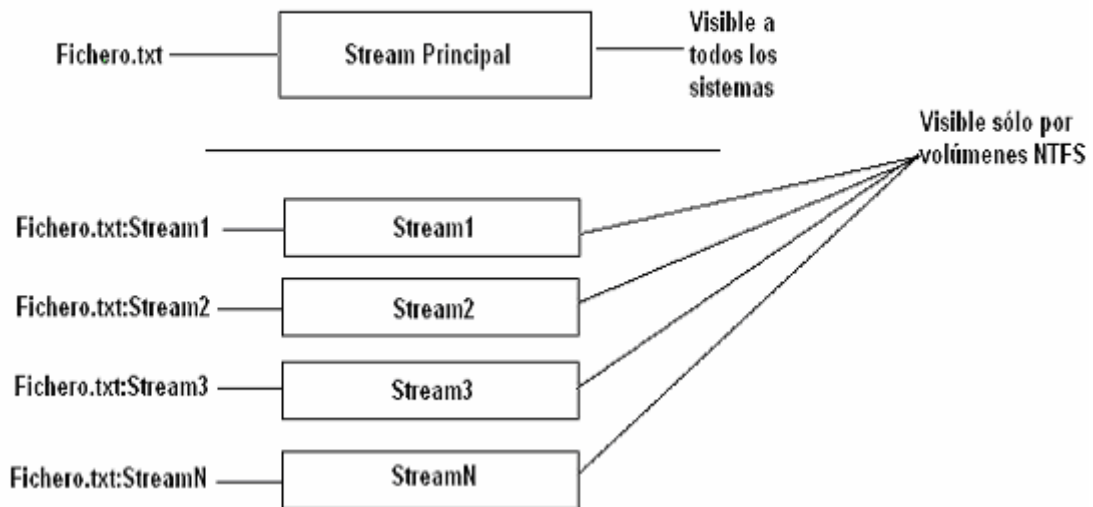 Fichero.txt
Stream Principal
Visible a
todos los
sistemas
Visible sólo por
volúmenes NTFS
Fichero.txt:Stream1
Stream1
Fichero.txt:Stream2
Stream2
Fichero.txt:Stream3
Stream3
Fichero.txt:StreamN
StreamN